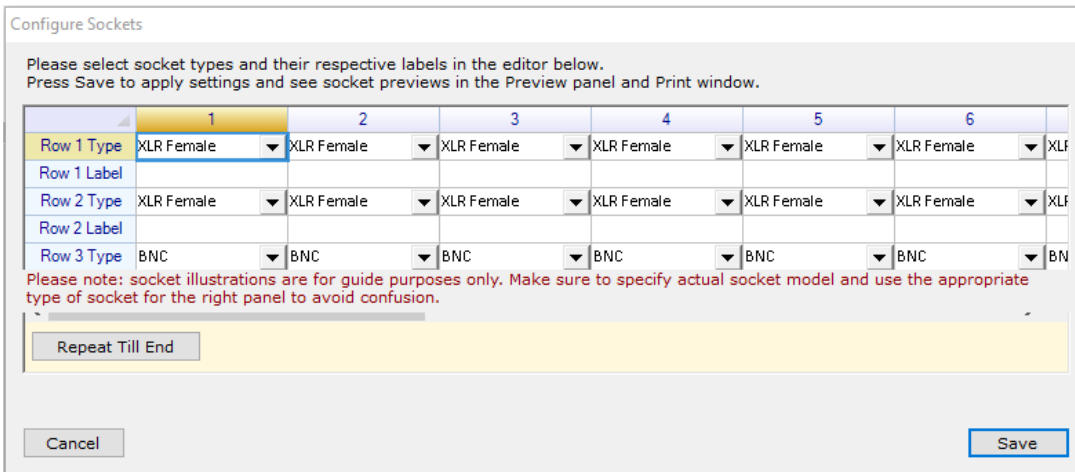 Configure Sockets
Please select socket types and their respective labels in the editor below.
Press Save to apply settings and see socket previews in the Preview panel and Print window.
1 2 3 4 5 6
Row 1 Type XLR Female XLR Female XLR Female XLR Female XLR Female XLR Female XLR
Row 1 Label
Row 2 Type XLR Female XLR Female XLR Female XLR Female XLR Female XLR Female XLR
Row 2 Label
Row 3 Type BNC BNC BNC BNC BNC BNC BN
Please note: socket illustrations are for guide purposes only. Make sure to specify actual socket model and use the appropriate
type of socket for the right panel to avoid confusion.
Repeat Till End
Cancel Save